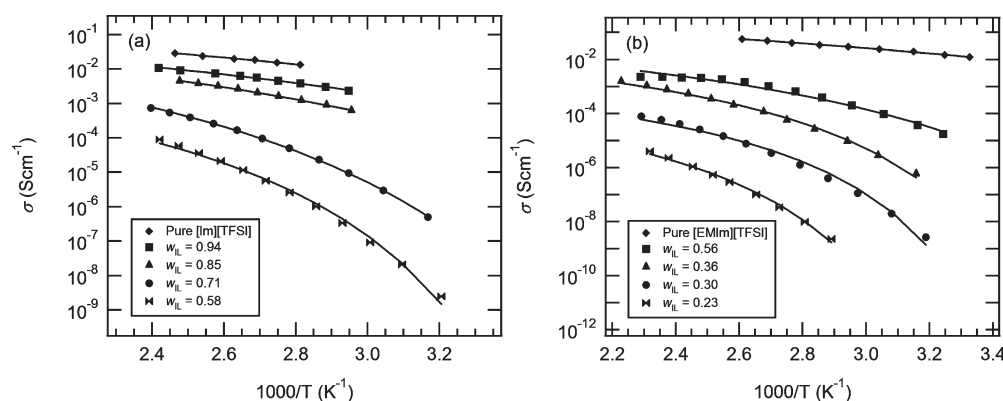 (a)
10⁻¹
10⁻²
10⁻³
10⁻⁴
10⁻⁵
10⁻⁶
10⁻⁷
10⁻⁸
10⁻⁹
σ (Scm⁻¹)
Pure [Im][TFSI]
w_IL = 0.94
w_IL = 0.85
w_IL = 0.71
w_IL = 0.58
2.4 2.6 2.8 3.0 3.2
1000/T (K⁻¹)
(b)
10⁻²
10⁻⁴
10⁻⁶
10⁻⁸
10⁻¹⁰
10⁻¹²
σ (Scm⁻¹)
Pure [EMIm][TFSI]
w_IL = 0.56
w_IL = 0.36
w_IL = 0.30
w_IL = 0.23
2.2 2.4 2.6 2.8 3.0 3.2 3.4
1000/T (K⁻¹)